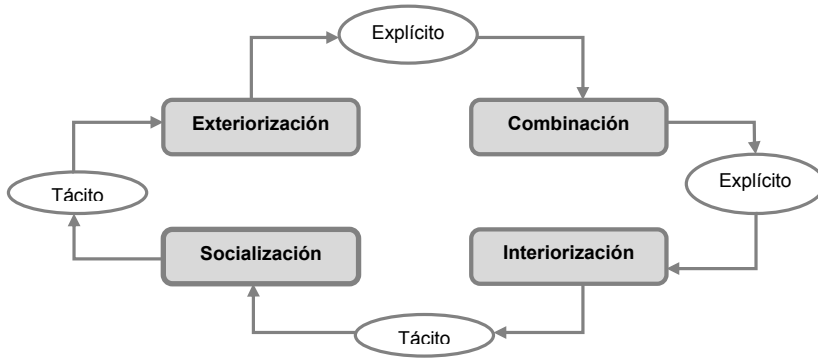 Explícito
Exteriorización
Combinación
Tácito
Explícito
Socialización
Interiorización
Tácito